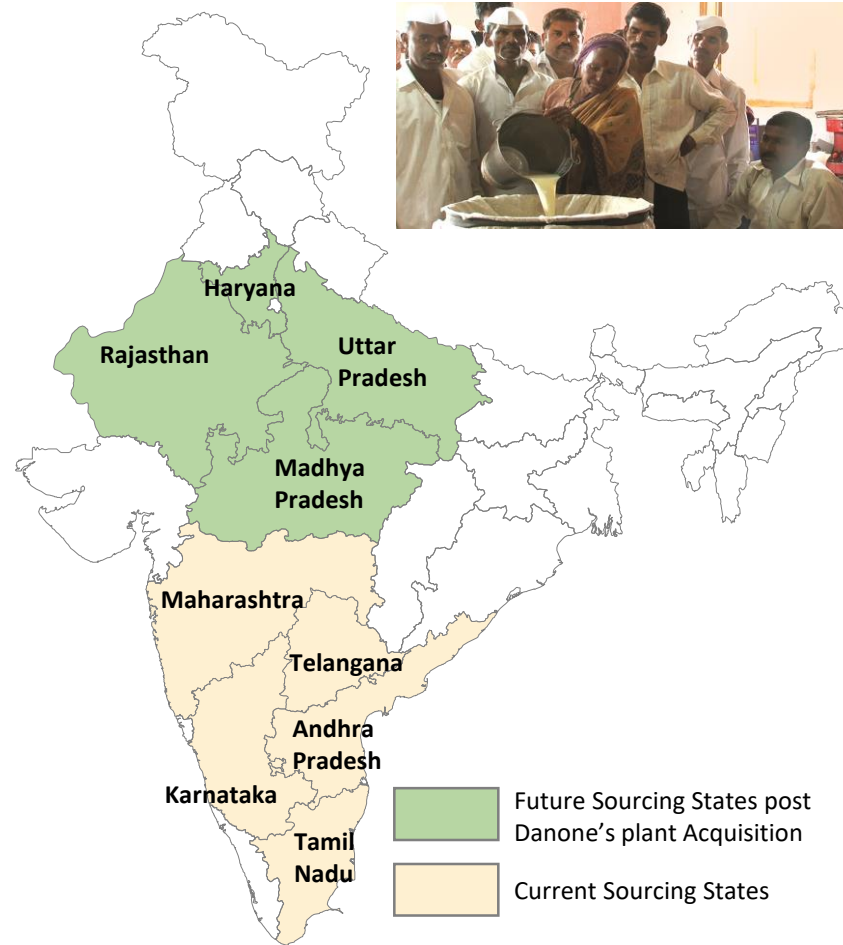 Haryana
Rajasthan
Uttar
Pradesh
Madhya
Pradesh
Maharashtra
Telangana
Andhra
Pradesh
Karnataka
Tamil
Nadu
Future Sourcing States post
Danone's plant Acquisition
Current Sourcing States